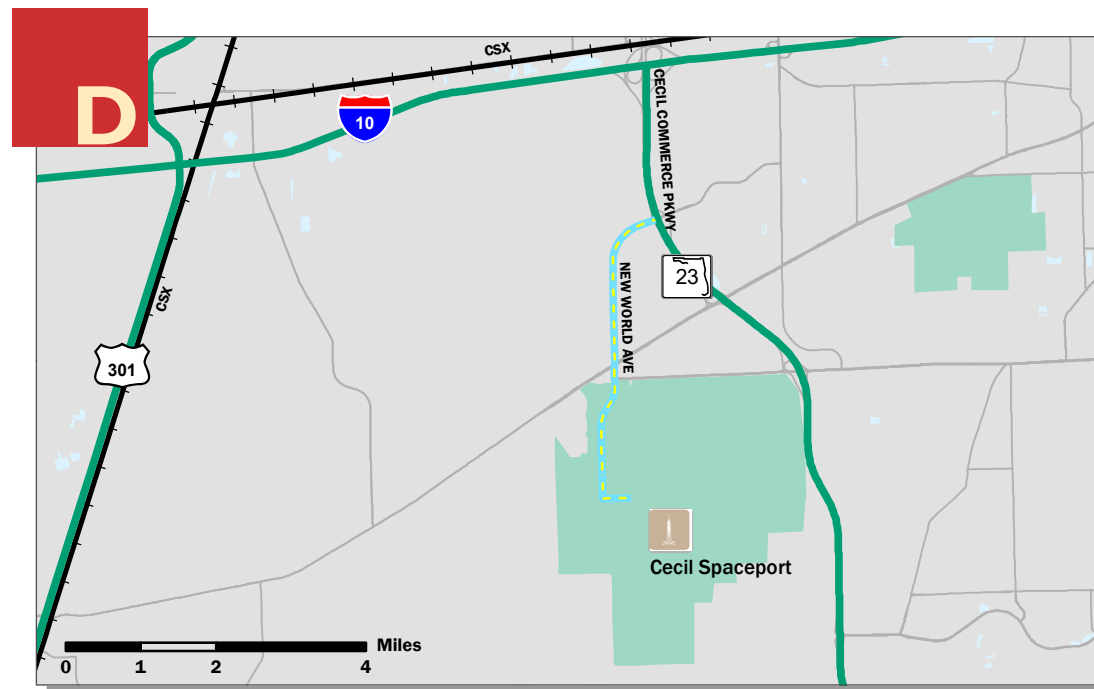 D
CSX
10
CECIL COMMERCE PKWY
23
NEW WORLD AVE
CSX
301
Cecil Spaceport
Miles
0 1 2 4